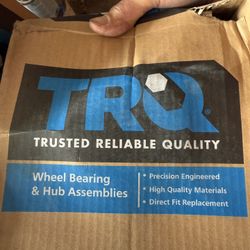 TRQ®
TRUSTED RELIABLE QUALITY
Wheel Bearing
& Hub Assemblies
• Precision Engineered
• High Quality Materials
• Direct Fit Replacement